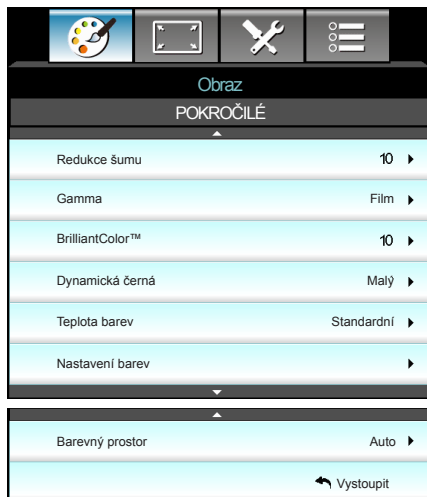 Obraz
POKROČILÉ
Redukce šumu 10
Gamma Film
BrilliantColor™ 10
Dynamická černá Malý
Teplota barev Standardní
Nastavení barev
Barevný prostor Auto
Vystoupit